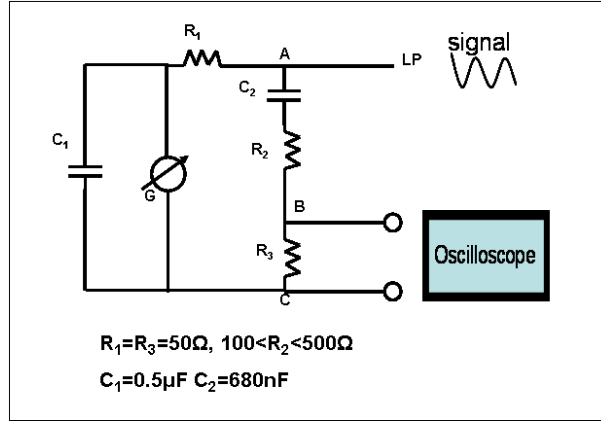 R1
A
LP
signal
C2
C1
R2
G
B
R3
Oscilloscope
C
R1=R3=50Ω, 100<R2<500Ω
C1=0.5µF C2=680nF